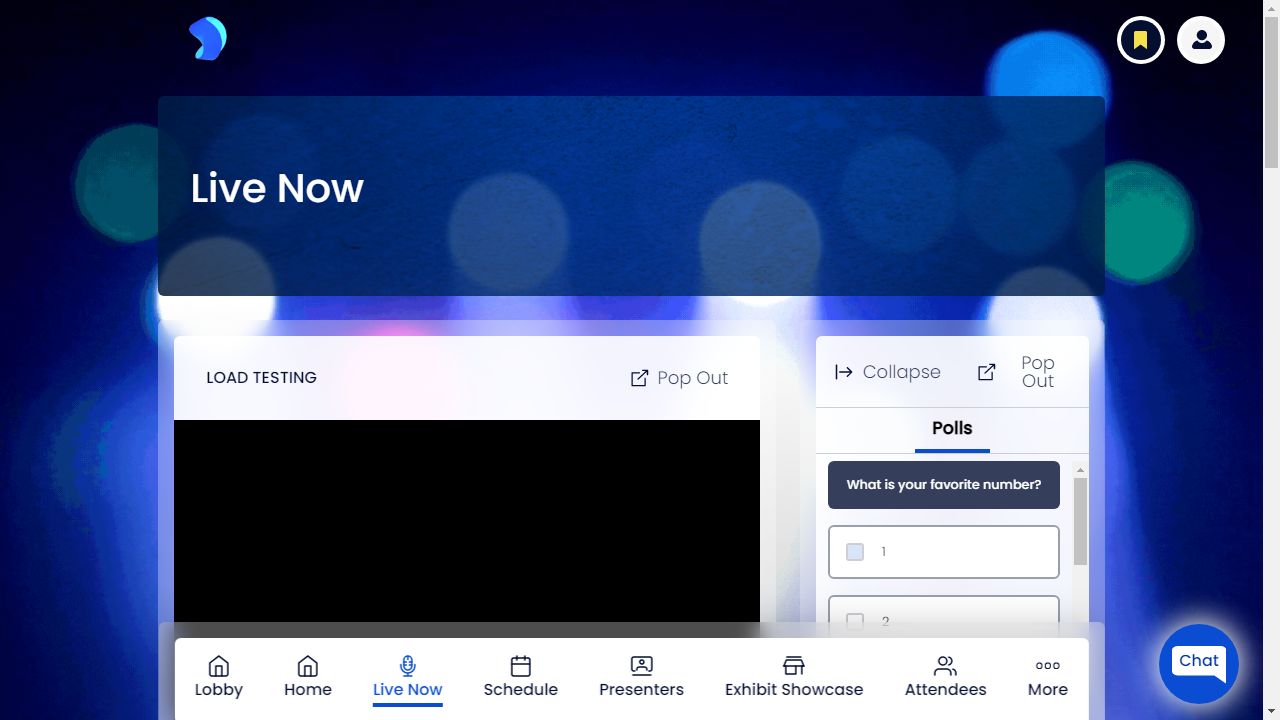 Live Now
LOAD TESTING
Pop Out
Collapse
Pop
Out
Polls
What is your favorite number?
1
2
Lobby
Home
Live Now
Schedule
Presenters
Exhibit Showcase
Attendees
More
Chat